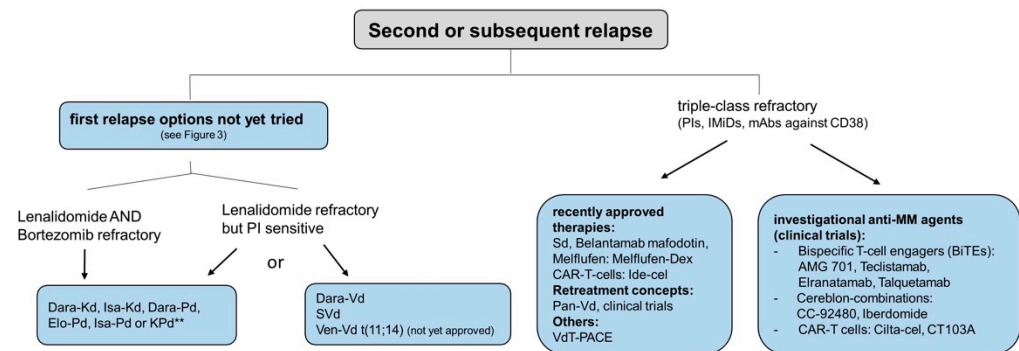 Second or subsequent relapse
first relapse options not yet tried
(see Figure 3)
triple-class refractory
(PIs, IMiDs, mAbs against CD38)
Lenalidomide AND
Bortezomib refractory
Lenalidomide refractory
but PI sensitive
or
Dara-Kd, Isa-Kd, Dara-Pd,
Elo-Pd, Isa-Pd or KPd**
Dara-Vd
SVd
Ven-Vd t(11;14) (not yet approved)
recently approved
therapies:
Sd, Belantamab mafodotin,
Melflufen: Melflufen-Dex
CAR-T-cells: Ide-cel
Retreatment concepts:
Pan-Vd, clinical trials
Others:
VdT-PACE
investigational anti-MM agents
(clinical trials):
- Bispecific T-cell engagers (BiTEs):
AMG 701, Teclistamab,
Elranatamab, Talquetamab
- Cereblon-combinations:
CC-92480, Iberdomide
- CAR-T cells: Cilta-cel, CT103A